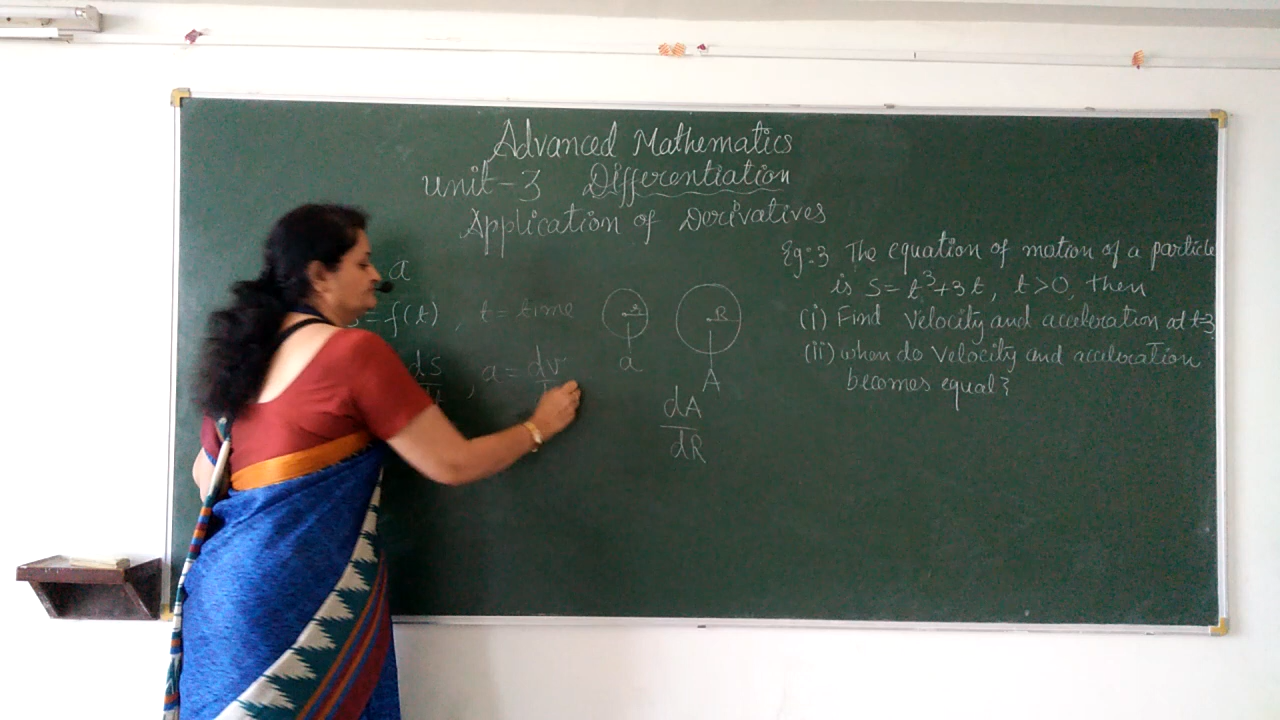 Advanced Mathematics
unit-3 Differentiation
Application of Derivatives
a
s=f(t), t=time
ds
, a=dv
r
a
R
A
dA
dR
Eg:3 The equation of motion of a particle
is S=t³+3t, t>0, then
(i) Find Velocity and acceleration at t=3
(ii) when do Velocity and acceleration
becomes equal?